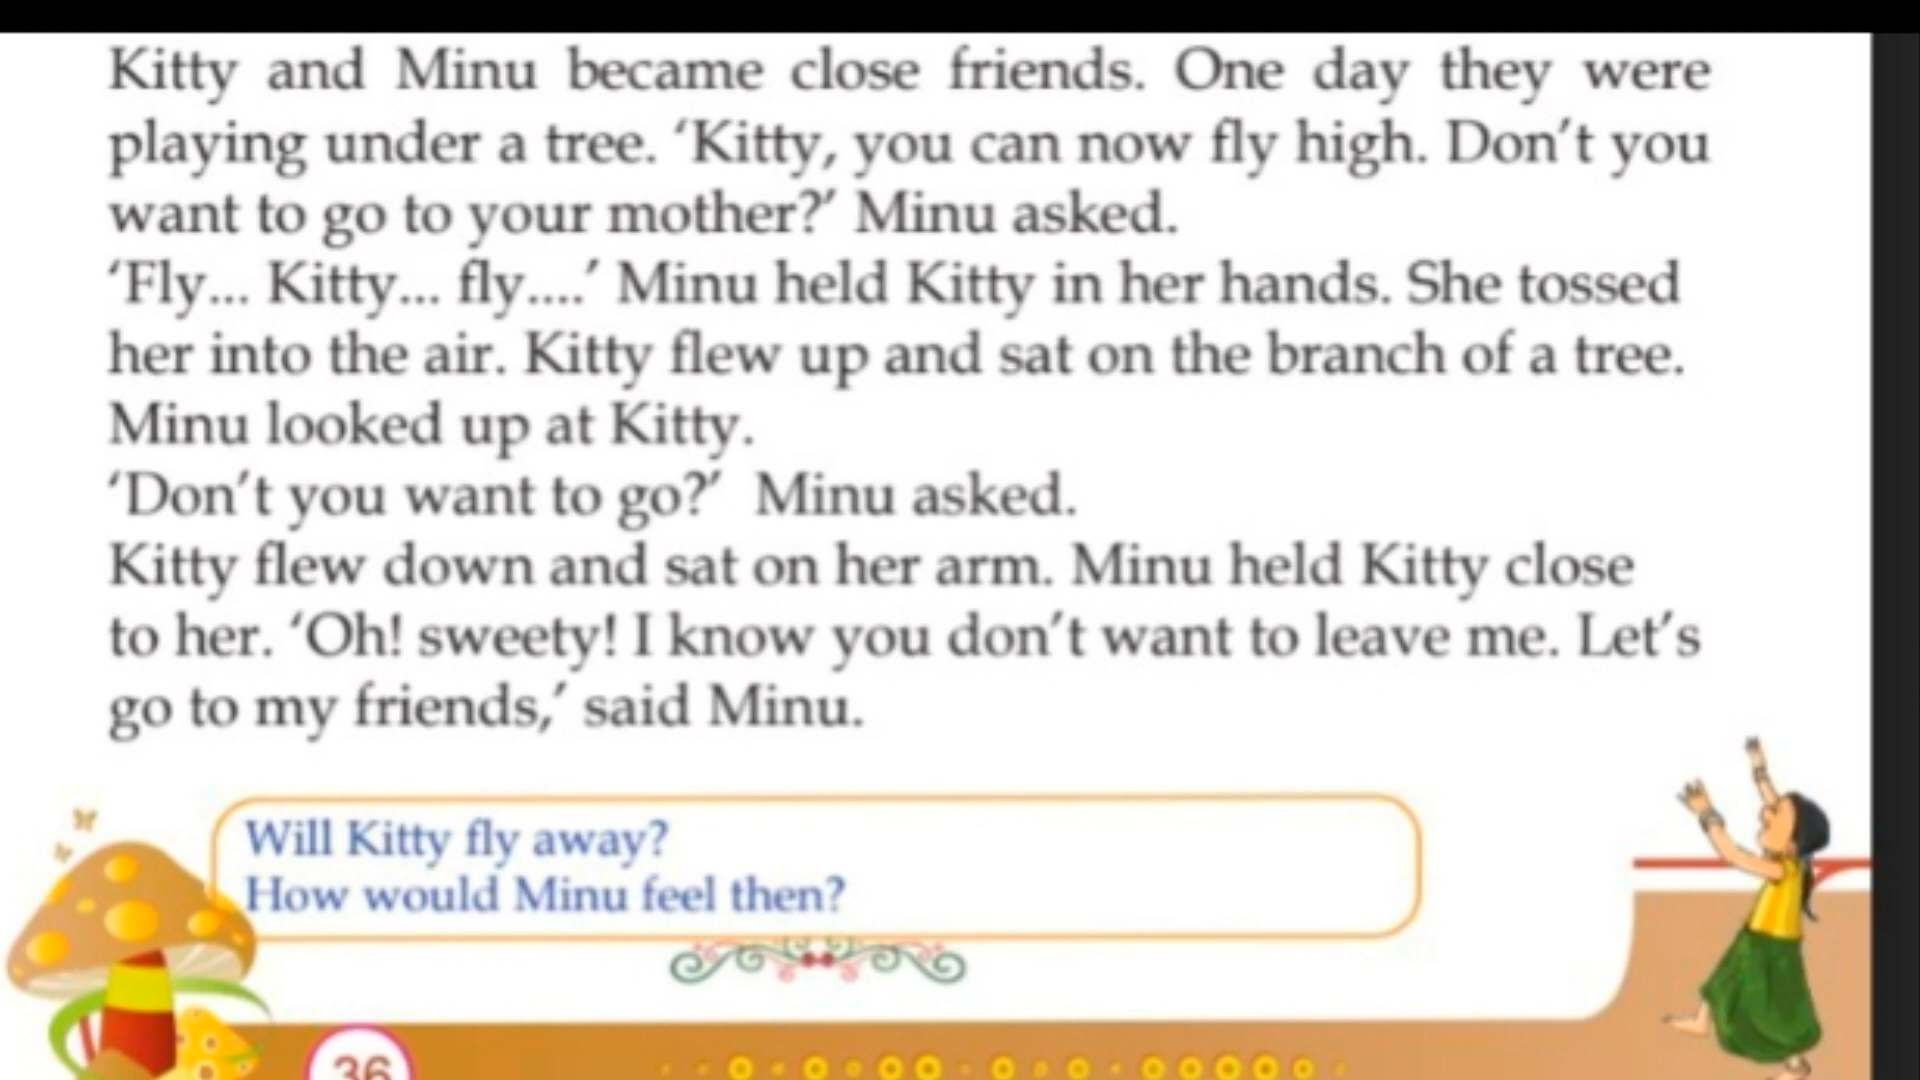 Kitty and Minu became close friends. One day they were
playing under a tree. ‘Kitty, you can now fly high. Don’t you
want to go to your mother?’ Minu asked.
‘Fly... Kitty... fly....’ Minu held Kitty in her hands. She tossed
her into the air. Kitty flew up and sat on the branch of a tree.
Minu looked up at Kitty.
‘Don’t you want to go?’ Minu asked.
Kitty flew down and sat on her arm. Minu held Kitty close
to her. ‘Oh! sweety! I know you don’t want to leave me. Let’s
go to my friends,’ said Minu.
Will Kitty fly away?
How would Minu feel then?
36